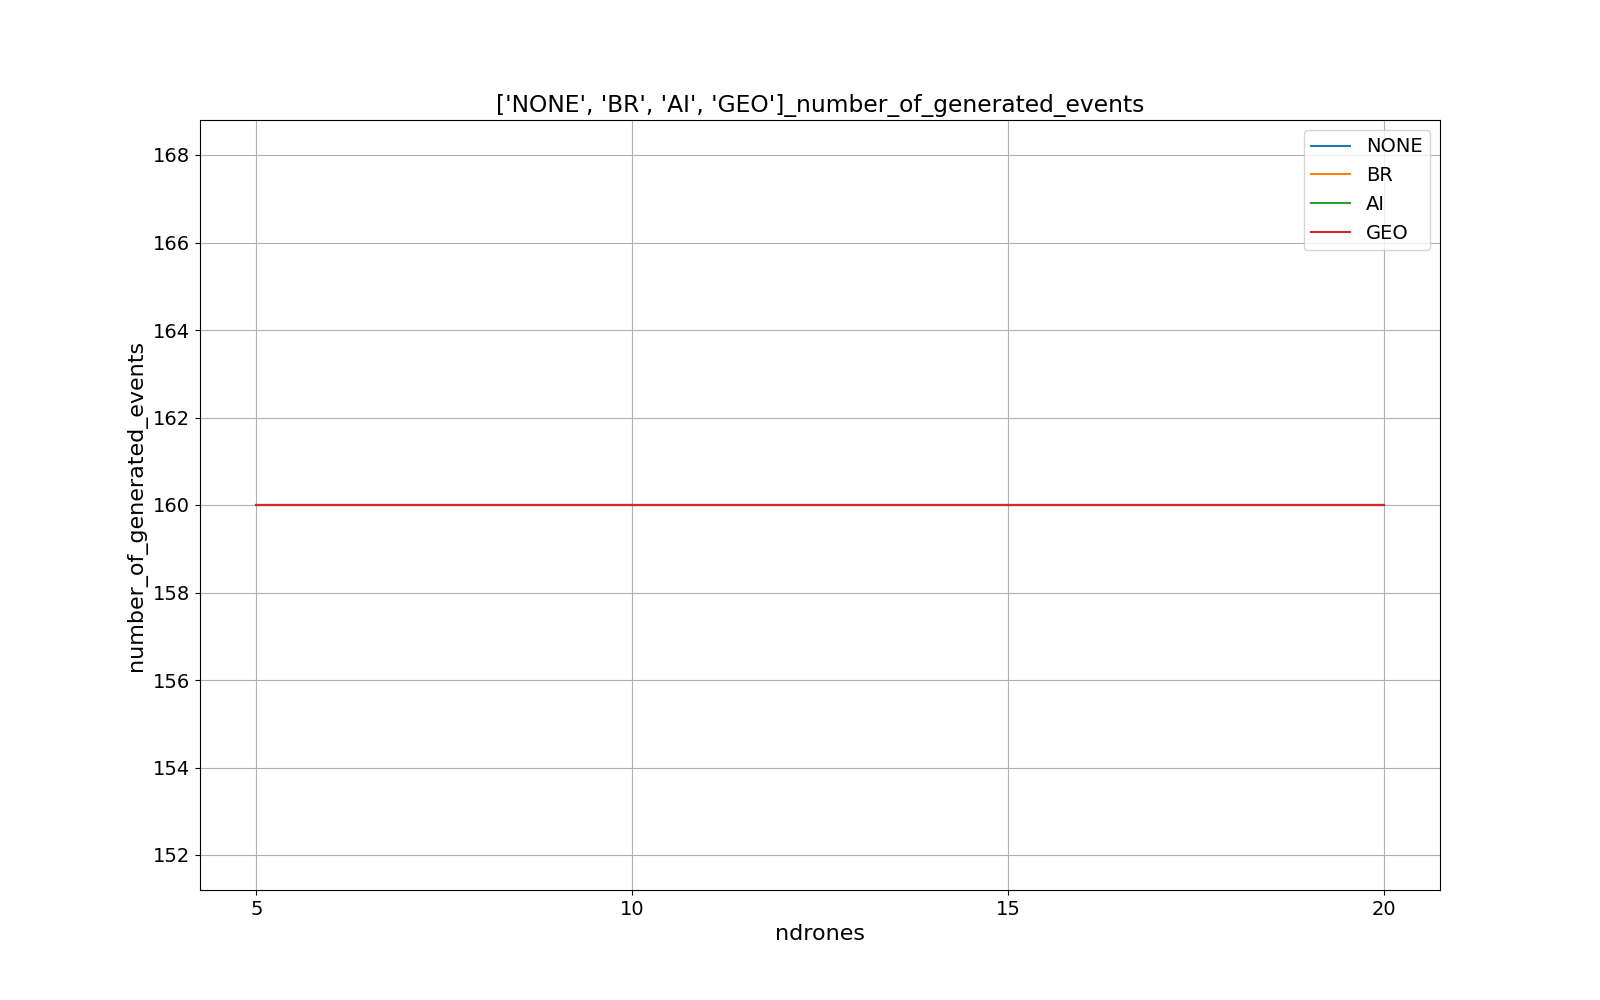 ['NONE', 'BR', 'AI', 'GEO']_number_of_generated_events
NONE
BR
AI
GEO
number_of_generated_events
168
166
164
162
160
158
156
154
152
5 10 15 20
ndrones